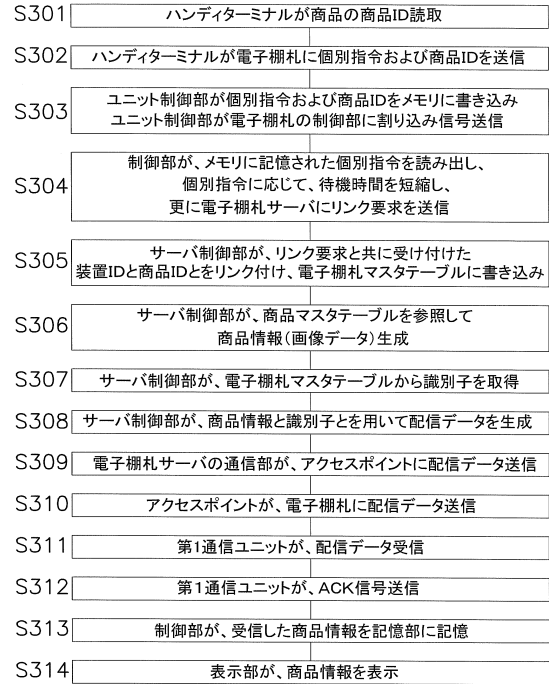 S301 ハンディターミナルが商品の商品ID読取
S302 ハンディターミナルが電子棚札に個別指令および商品IDを送信
S303 ユニット制御部が個別指令および商品IDをメモリに書き込み
ユニット制御部が電子棚札の制御部に割り込み信号送信
S304 制御部が、メモリに記憶された個別指令を読み出し、
個別指令に応じて、待機時間を短縮し、
更に電子棚札サーバにリンク要求を送信
S305 サーバ制御部が、リンク要求と共に受け付けた
装置IDと商品IDとをリンク付け、電子棚札マスタテーブルに書き込み
S306 サーバ制御部が、商品マスタテーブルを参照して
商品情報(画像データ)生成
S307 サーバ制御部が、電子棚札マスタテーブルから識別子を取得
S308 サーバ制御部が、商品情報と識別子とを用いて配信データを生成
S309 電子棚札サーバの通信部が、アクセスポイントに配信データ送信
S310 アクセスポイントが、電子棚札に配信データ送信
S311 第1通信ユニットが、配信データ受信
S312 第1通信ユニットが、ACK信号送信
S313 制御部が、受信した商品情報を記憶部に記憶
S314 表示部が、商品情報を表示